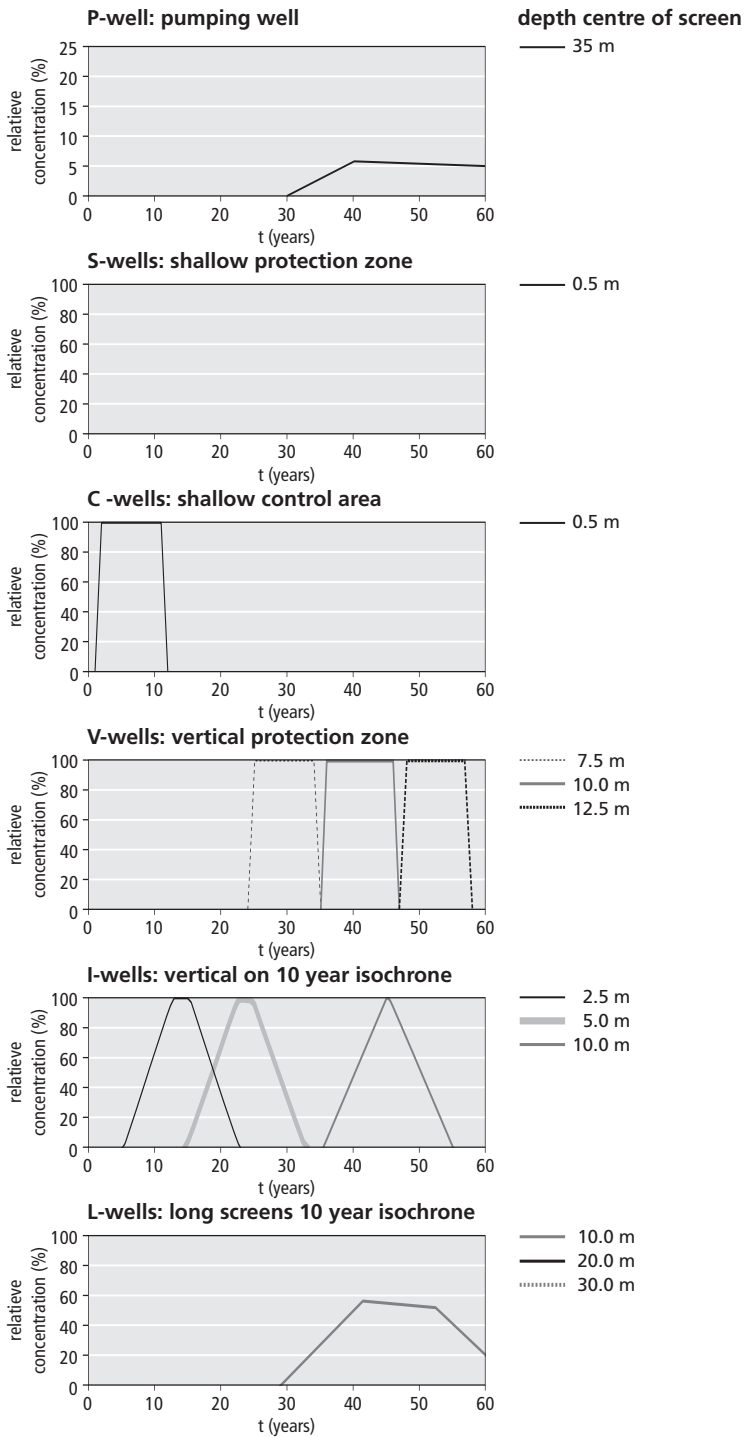 P-well: pumping well
depth centre of screen
relatieve
concentration (%)
25
20
15
10
5
0
0 10 20 30 40 50 60
t (years)
35 m
S-wells: shallow protection zone
relatieve
concentration (%)
100
80
60
40
20
0
0 10 20 30 40 50 60
t (years)
0.5 m
C -wells: shallow control area
relatieve
concentration (%)
100
80
60
40
20
0
0 10 20 30 40 50 60
t (years)
0.5 m
V-wells: vertical protection zone
relatieve
concentration (%)
100
80
60
40
20
0
0 10 20 30 40 50 60
t (years)
7.5 m
10.0 m
12.5 m
I-wells: vertical on 10 year isochrone
relatieve
concentration (%)
100
80
60
40
20
0
0 10 20 30 40 50 60
t (years)
2.5 m
5.0 m
10.0 m
L-wells: long screens 10 year isochrone
relatieve
concentration (%)
100
80
60
40
20
0
0 10 20 30 40 50 60
t (years)
10.0 m
20.0 m
30.0 m